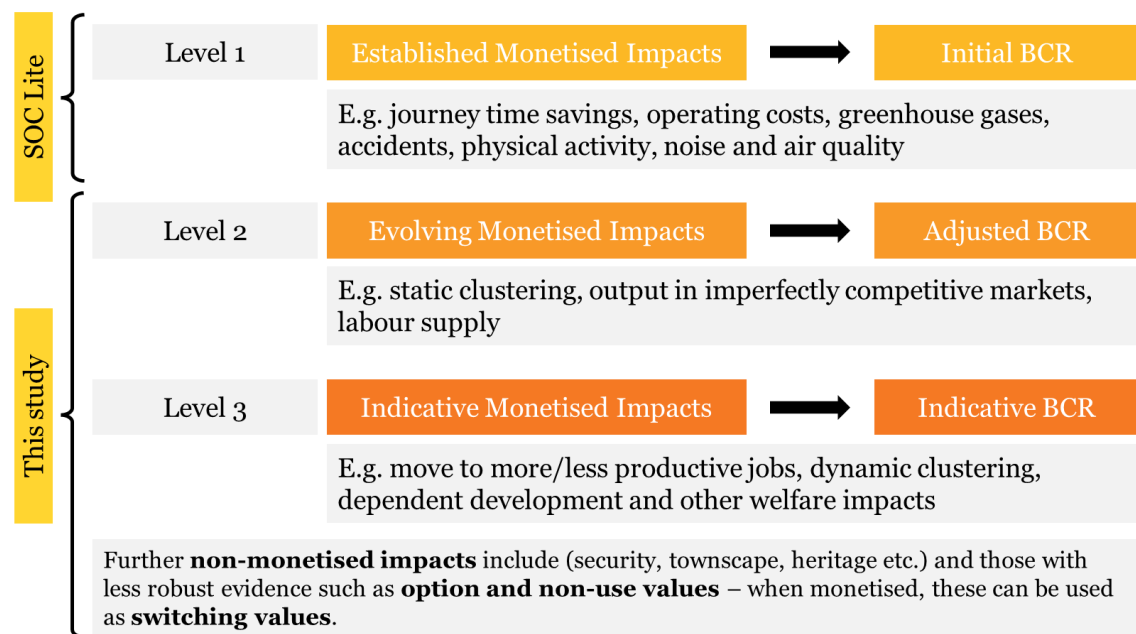 SOC Lite
Level 1
Established Monetised Impacts
Initial BCR
E.g. journey time savings, operating costs, greenhouse gases,
accidents, physical activity, noise and air quality
This study
Level 2
Evolving Monetised Impacts
Adjusted BCR
E.g. static clustering, output in imperfectly competitive markets,
labour supply
Level 3
Indicative Monetised Impacts
Indicative BCR
E.g. move to more/less productive jobs, dynamic clustering,
dependent development and other welfare impacts
Further non-monetised impacts include (security, townscape, heritage etc.) and those with
less robust evidence such as option and non-use values – when monetised, these can be used
as switching values.